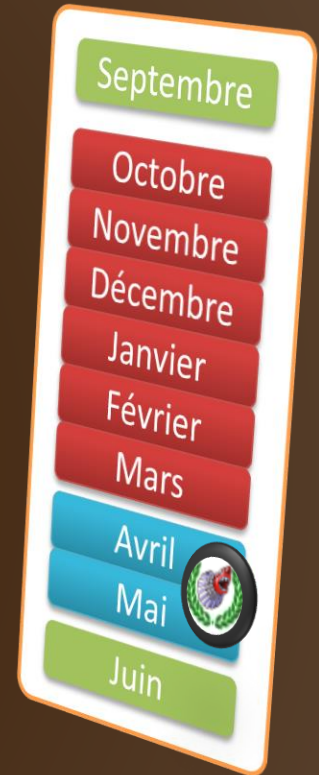 Septembre
Octobre
Novembre
Décembre
Janvier
Février
Mars
Avril
Mai
Juin